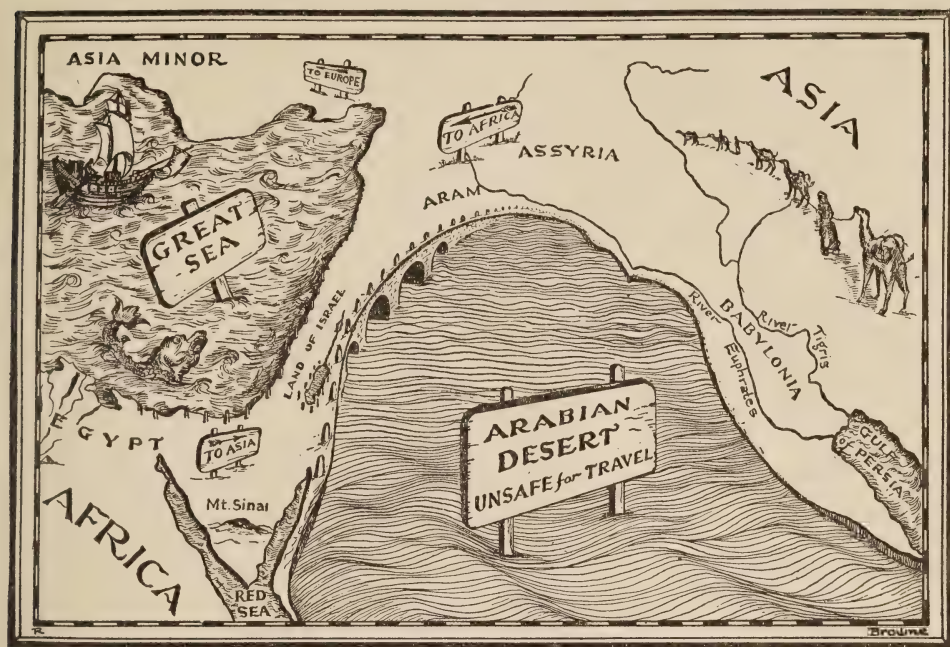 ASIA MINOR
TO EUROPE
ASIA
TO AFRICA
ASSYRIA
ARAM
GREAT
SEA
LAND OF ISRAEL
River
Euphrates
BABYLONIA
River
Tigris
GULF
OF
PERSIA
EGYPT
TO ASIA
ARABIAN
DESERT
UNSAFE for TRAVEL
Mt. Sinai
AFRICA
RED
SEA
R
Browne